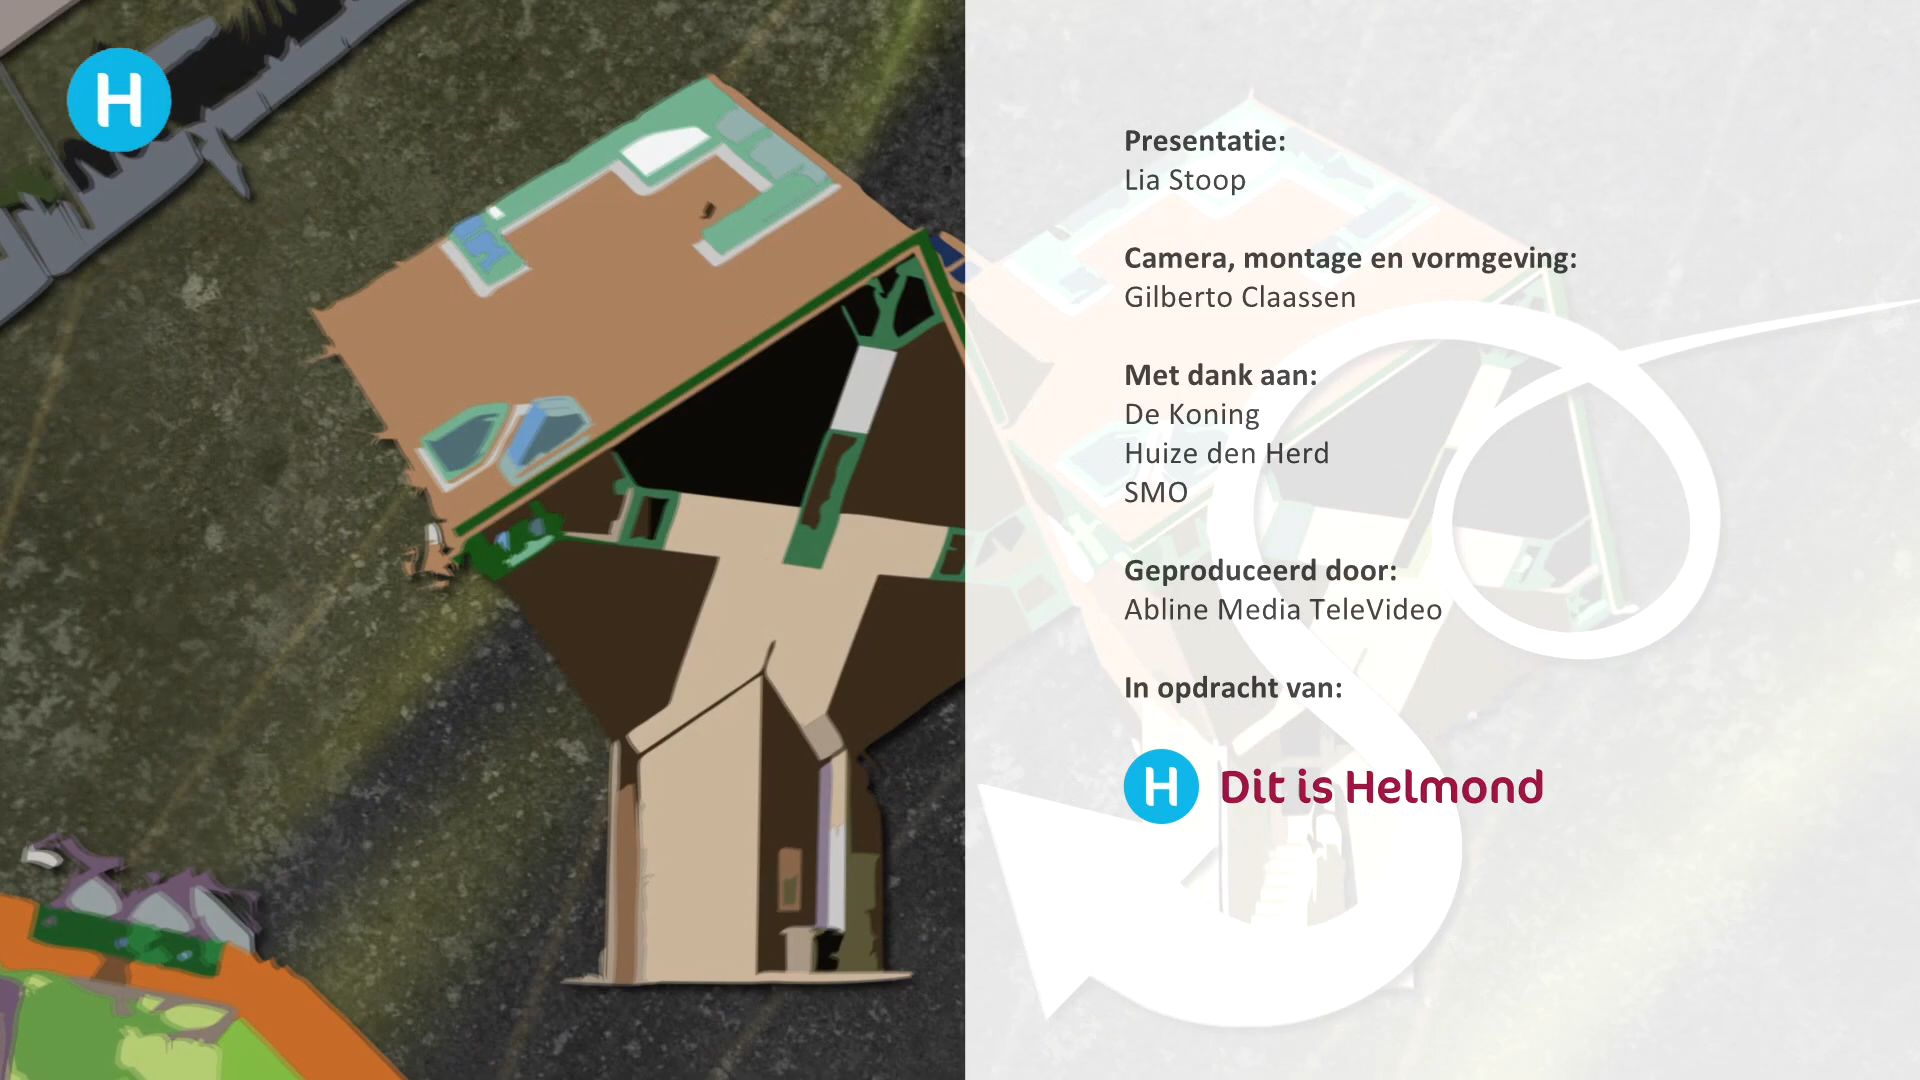 H
Presentatie:
Lia Stoop
Camera, montage en vormgeving:
Gilberto Claassen
Met dank aan:
De Koning
Huize den Herd
SMO
Geproduceerd door:
Abline Media TeleVideo
In opdracht van:
H Dit is Helmond